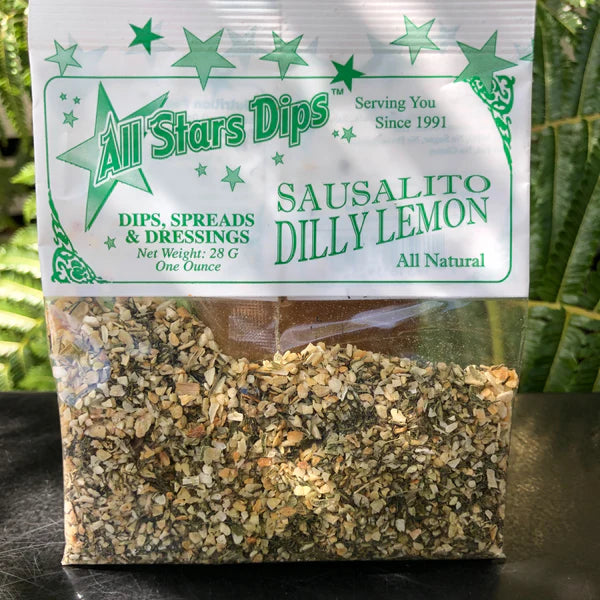 All Stars Dips™
Serving You
Since 1991
SAUSALITO
DILLY LEMON
DIPS, SPREADS
& DRESSINGS
Net Weight: 28 G
One Ounce
All Natural